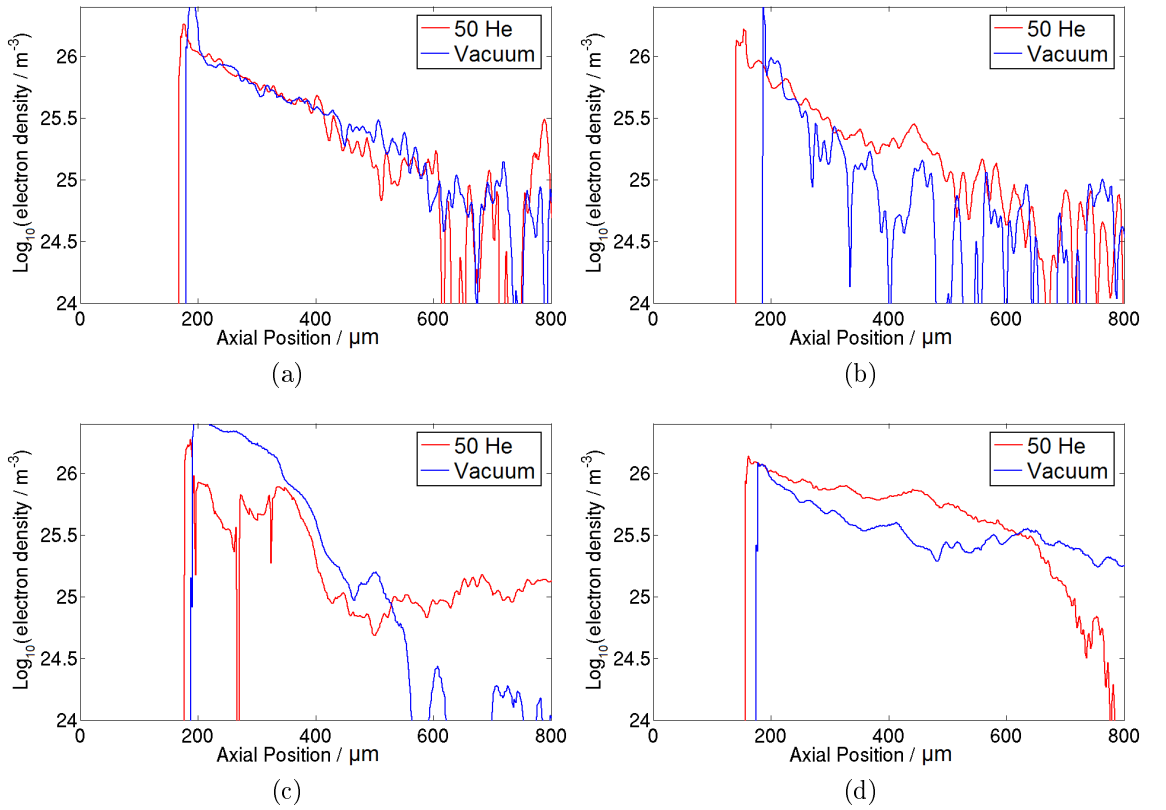 50 He
Vacuum
26
25.5
25
24.5
24
Log10(electron density / m-3)
0
200
400
600
800
Axial Position / µm
(a)
50 He
Vacuum
26
25.5
25
24.5
24
Log10(electron density / m-3)
0
200
400
600
800
Axial Position / µm
(b)
50 He
Vacuum
26
25.5
25
24.5
24
Log10(electron density / m-3)
0
200
400
600
800
Axial Position / µm
(c)
50 He
Vacuum
26
25.5
25
24.5
24
Log10(electron density / m-3)
0
200
400
600
800
Axial Position / µm
(d)